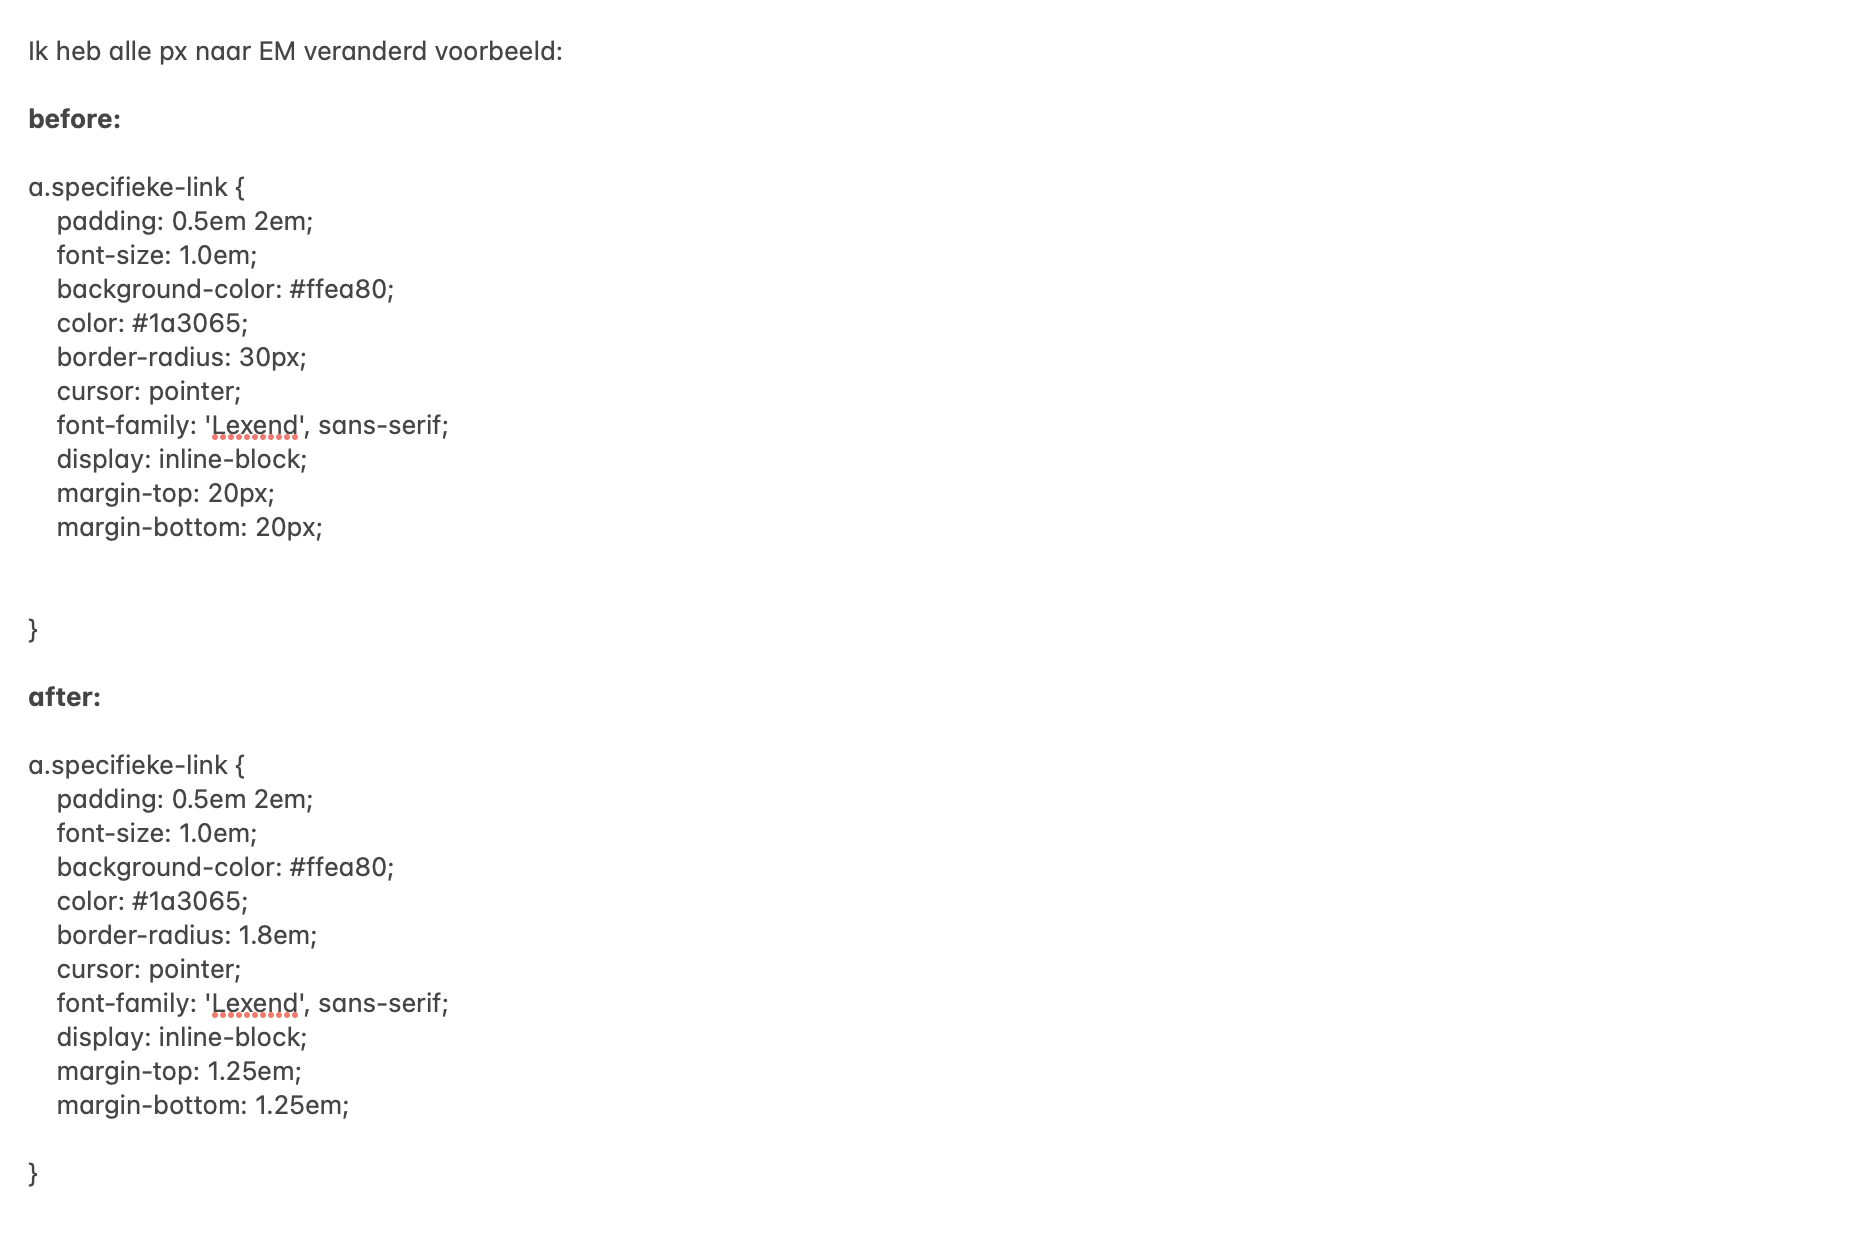 Ik heb alle px naar EM veranderd voorbeeld:
before:
a.specifieke-link {
padding: 0.5em 2em;
font-size: 1.0em;
background-color: #ffea80;
color: #1a3065;
border-radius: 30px;
cursor: pointer;
font-family: 'Lexend', sans-serif;
display: inline-block;
margin-top: 20px;
margin-bottom: 20px;
}
after:
a.specifieke-link {
padding: 0.5em 2em;
font-size: 1.0em;
background-color: #ffea80;
color: #1a3065;
border-radius: 1.8em;
cursor: pointer;
font-family: 'Lexend', sans-serif;
display: inline-block;
margin-top: 1.25em;
margin-bottom: 1.25em;
}